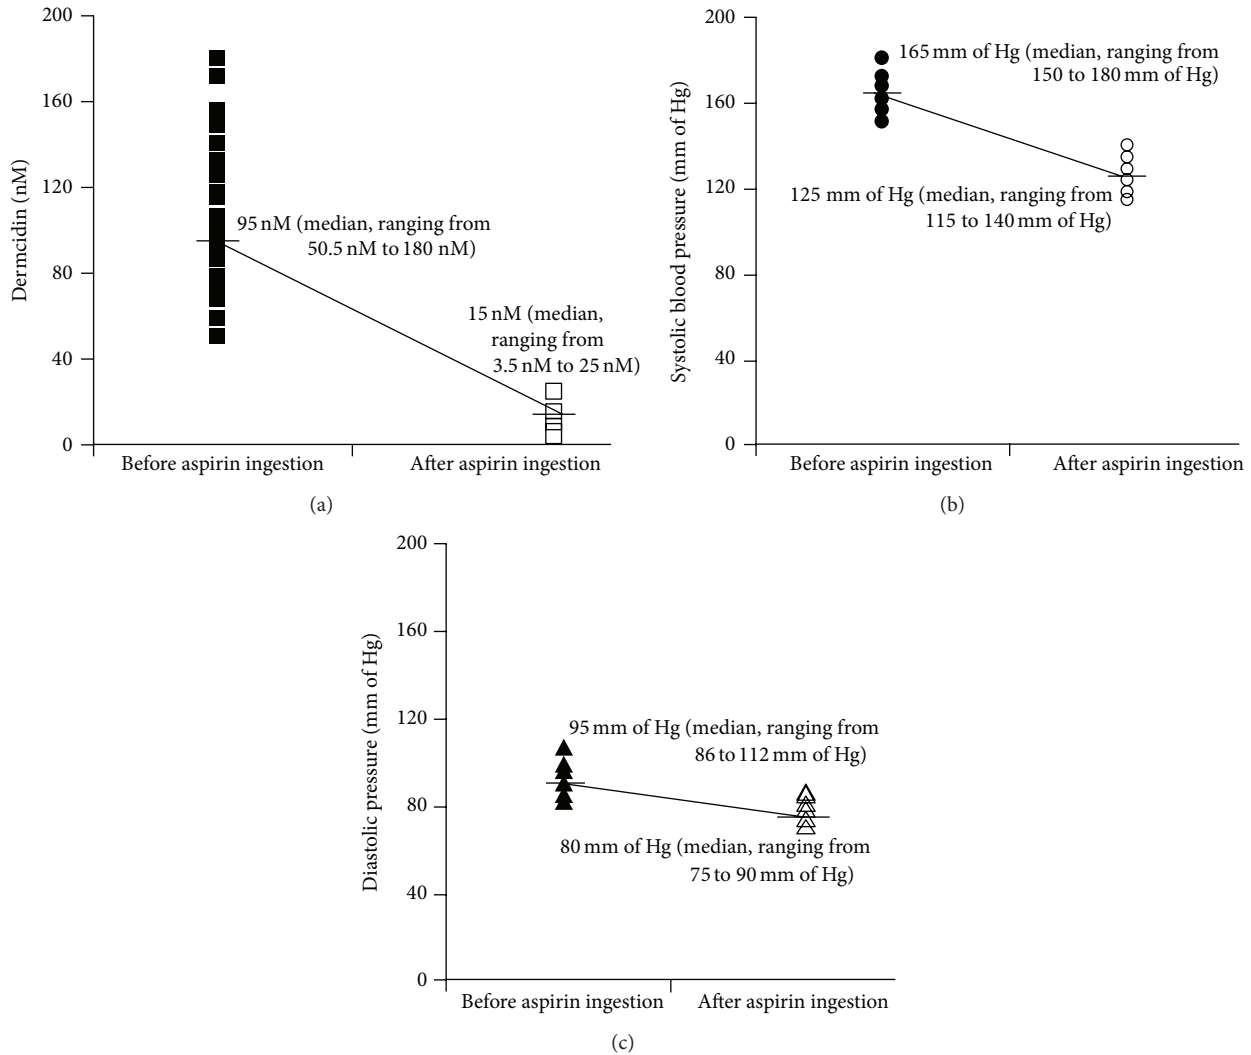 200
160
120
80
40
0
Dermcidin (nM)
95 nM (median, ranging from
50.5 nM to 180 nM)
15 nM (median,
ranging from
3.5 nM to 25 nM)
Before aspirin ingestion
After aspirin ingestion
(a)
200
160
120
80
40
0
Systolic blood pressure (mm of Hg)
165 mm of Hg (median, ranging from
150 to 180 mm of Hg)
125 mm of Hg (median, ranging from
115 to 140 mm of Hg)
Before aspirin ingestion
After aspirin ingestion
(b)
200
160
120
80
40
0
Diastolic pressure (mm of Hg)
95 mm of Hg (median, ranging from
86 to 112 mm of Hg)
80 mm of Hg (median, ranging from
75 to 90 mm of Hg)
Before aspirin ingestion
After aspirin ingestion
(c)